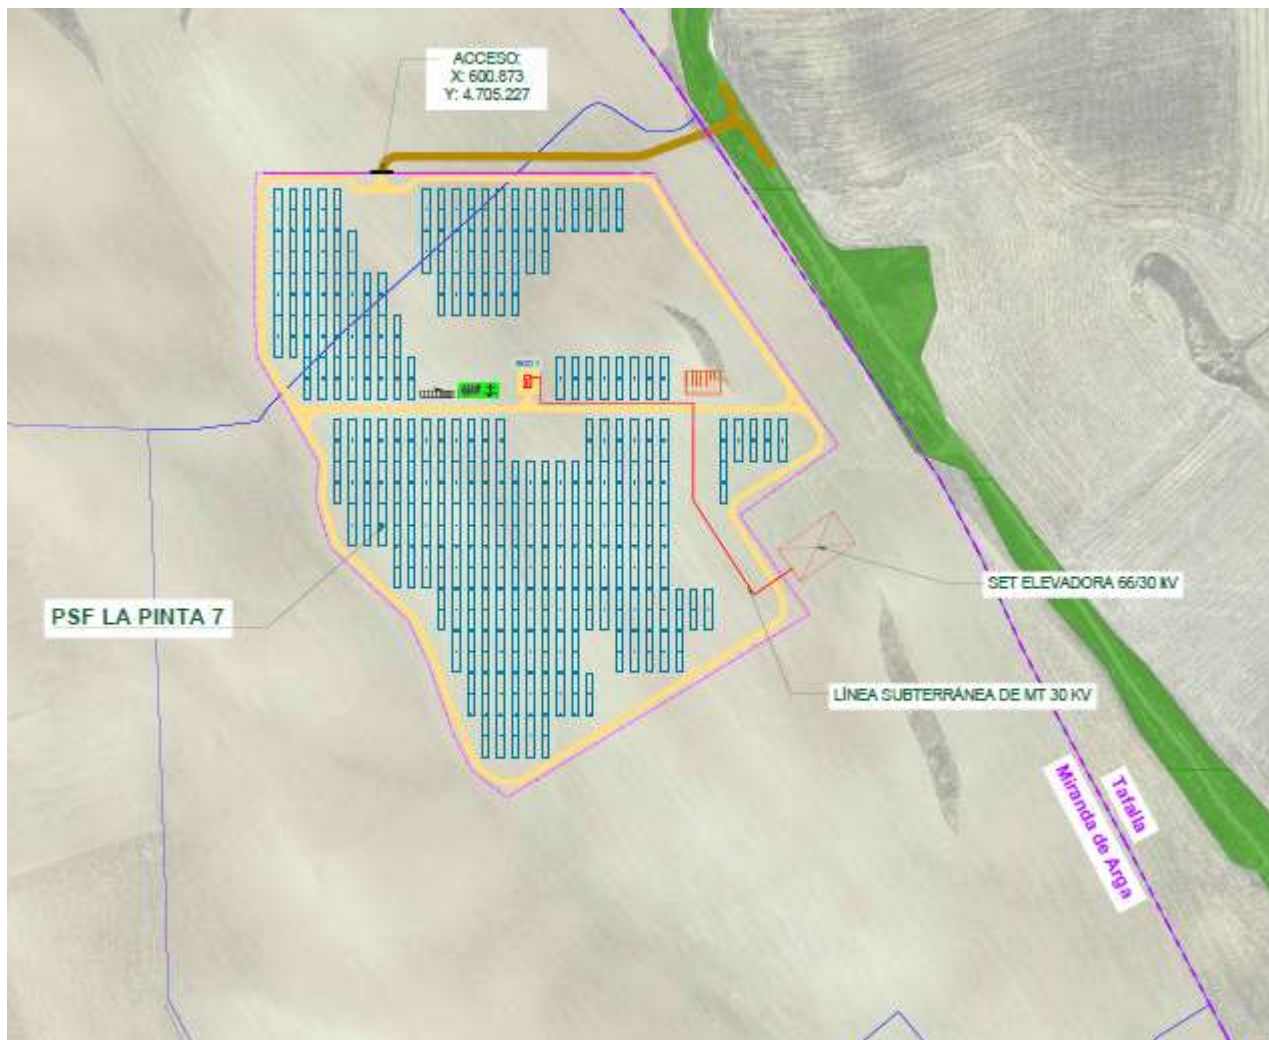 ACCESO:
X: 600.873
Y: 4.705.227
PSF LA PINTA 7
SET ELEVADORA 66/30 kV
LÍNEA SUBTERRÁNEA DE MT 30 KV
Tafalla
Miranda de Arga